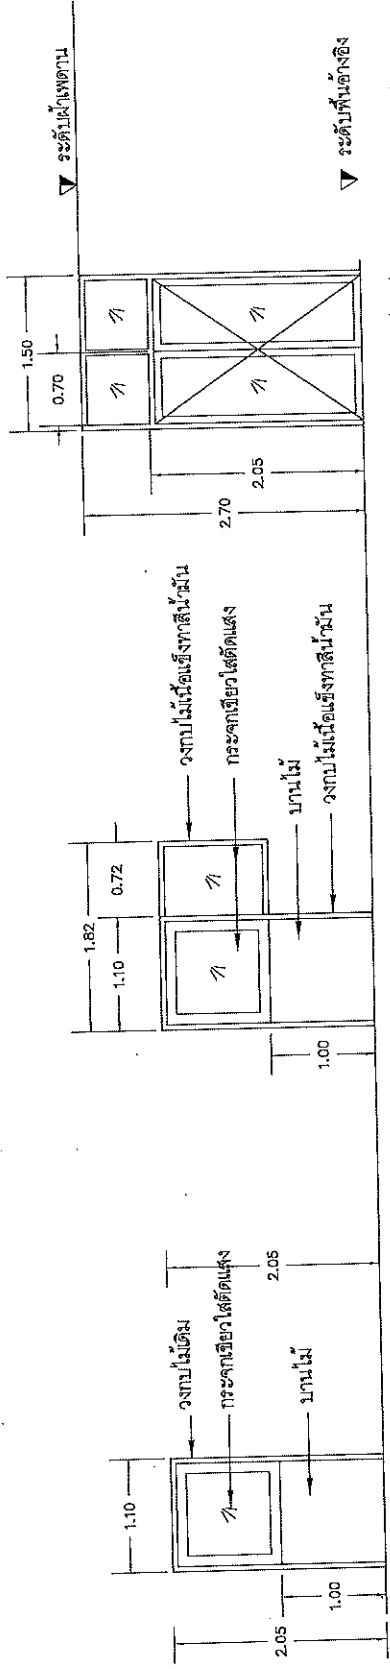 1.10
วงกบไม้เดิม
กระจกเขียวใสตัดแสง
บานไม้
1.00
2.05
2.05
1.82
1.10
0.72
วงกบไม้เนื้อแข็งทาสีน้ำมัน
กระจกเขียวใสตัดแสง
บานไม้
วงกบไม้เนื้อแข็งทาสีน้ำมัน
1.00
1.50
0.70
2.70
2.05
ระดับฝ้าเพดาน
ระดับพื้นอ้างอิง